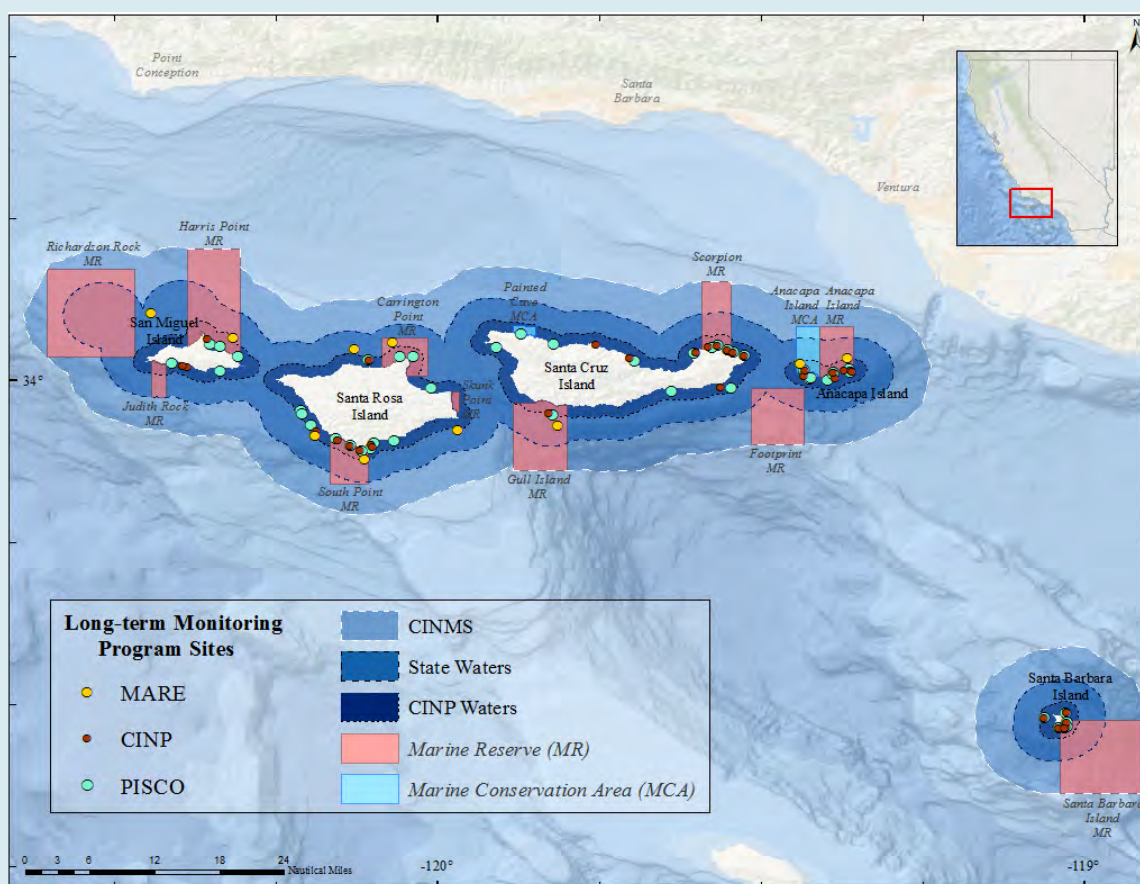 N
Point
Conception
Santa
Barbara
Ventura
Harris Point
MR
Richardson Rock
MR
Scorpion
MR
Painted
Cave
MCA
Anacapa
Island
MCA
Anacapa
Island
MR
Carrington
Point
MR
San Miguel
Island
34°
Santa Cruz
Island
Santa Rosa
Island
Skunk
Point
MR
Anacapa Island
Judith Rock
MR
Footprint
MR
Gull Island
MR
South Point
MR
Long-term Monitoring
Program Sites
MARE
CINP
PISCO
CINMS
State Waters
CINP Waters
Marine Reserve (MR)
Marine Conservation Area (MCA)
Santa Barbara
Island
Santa Barbara
Island
MR
0 3 6 12 18 24
Nautilcal Miles
-120°
-119°